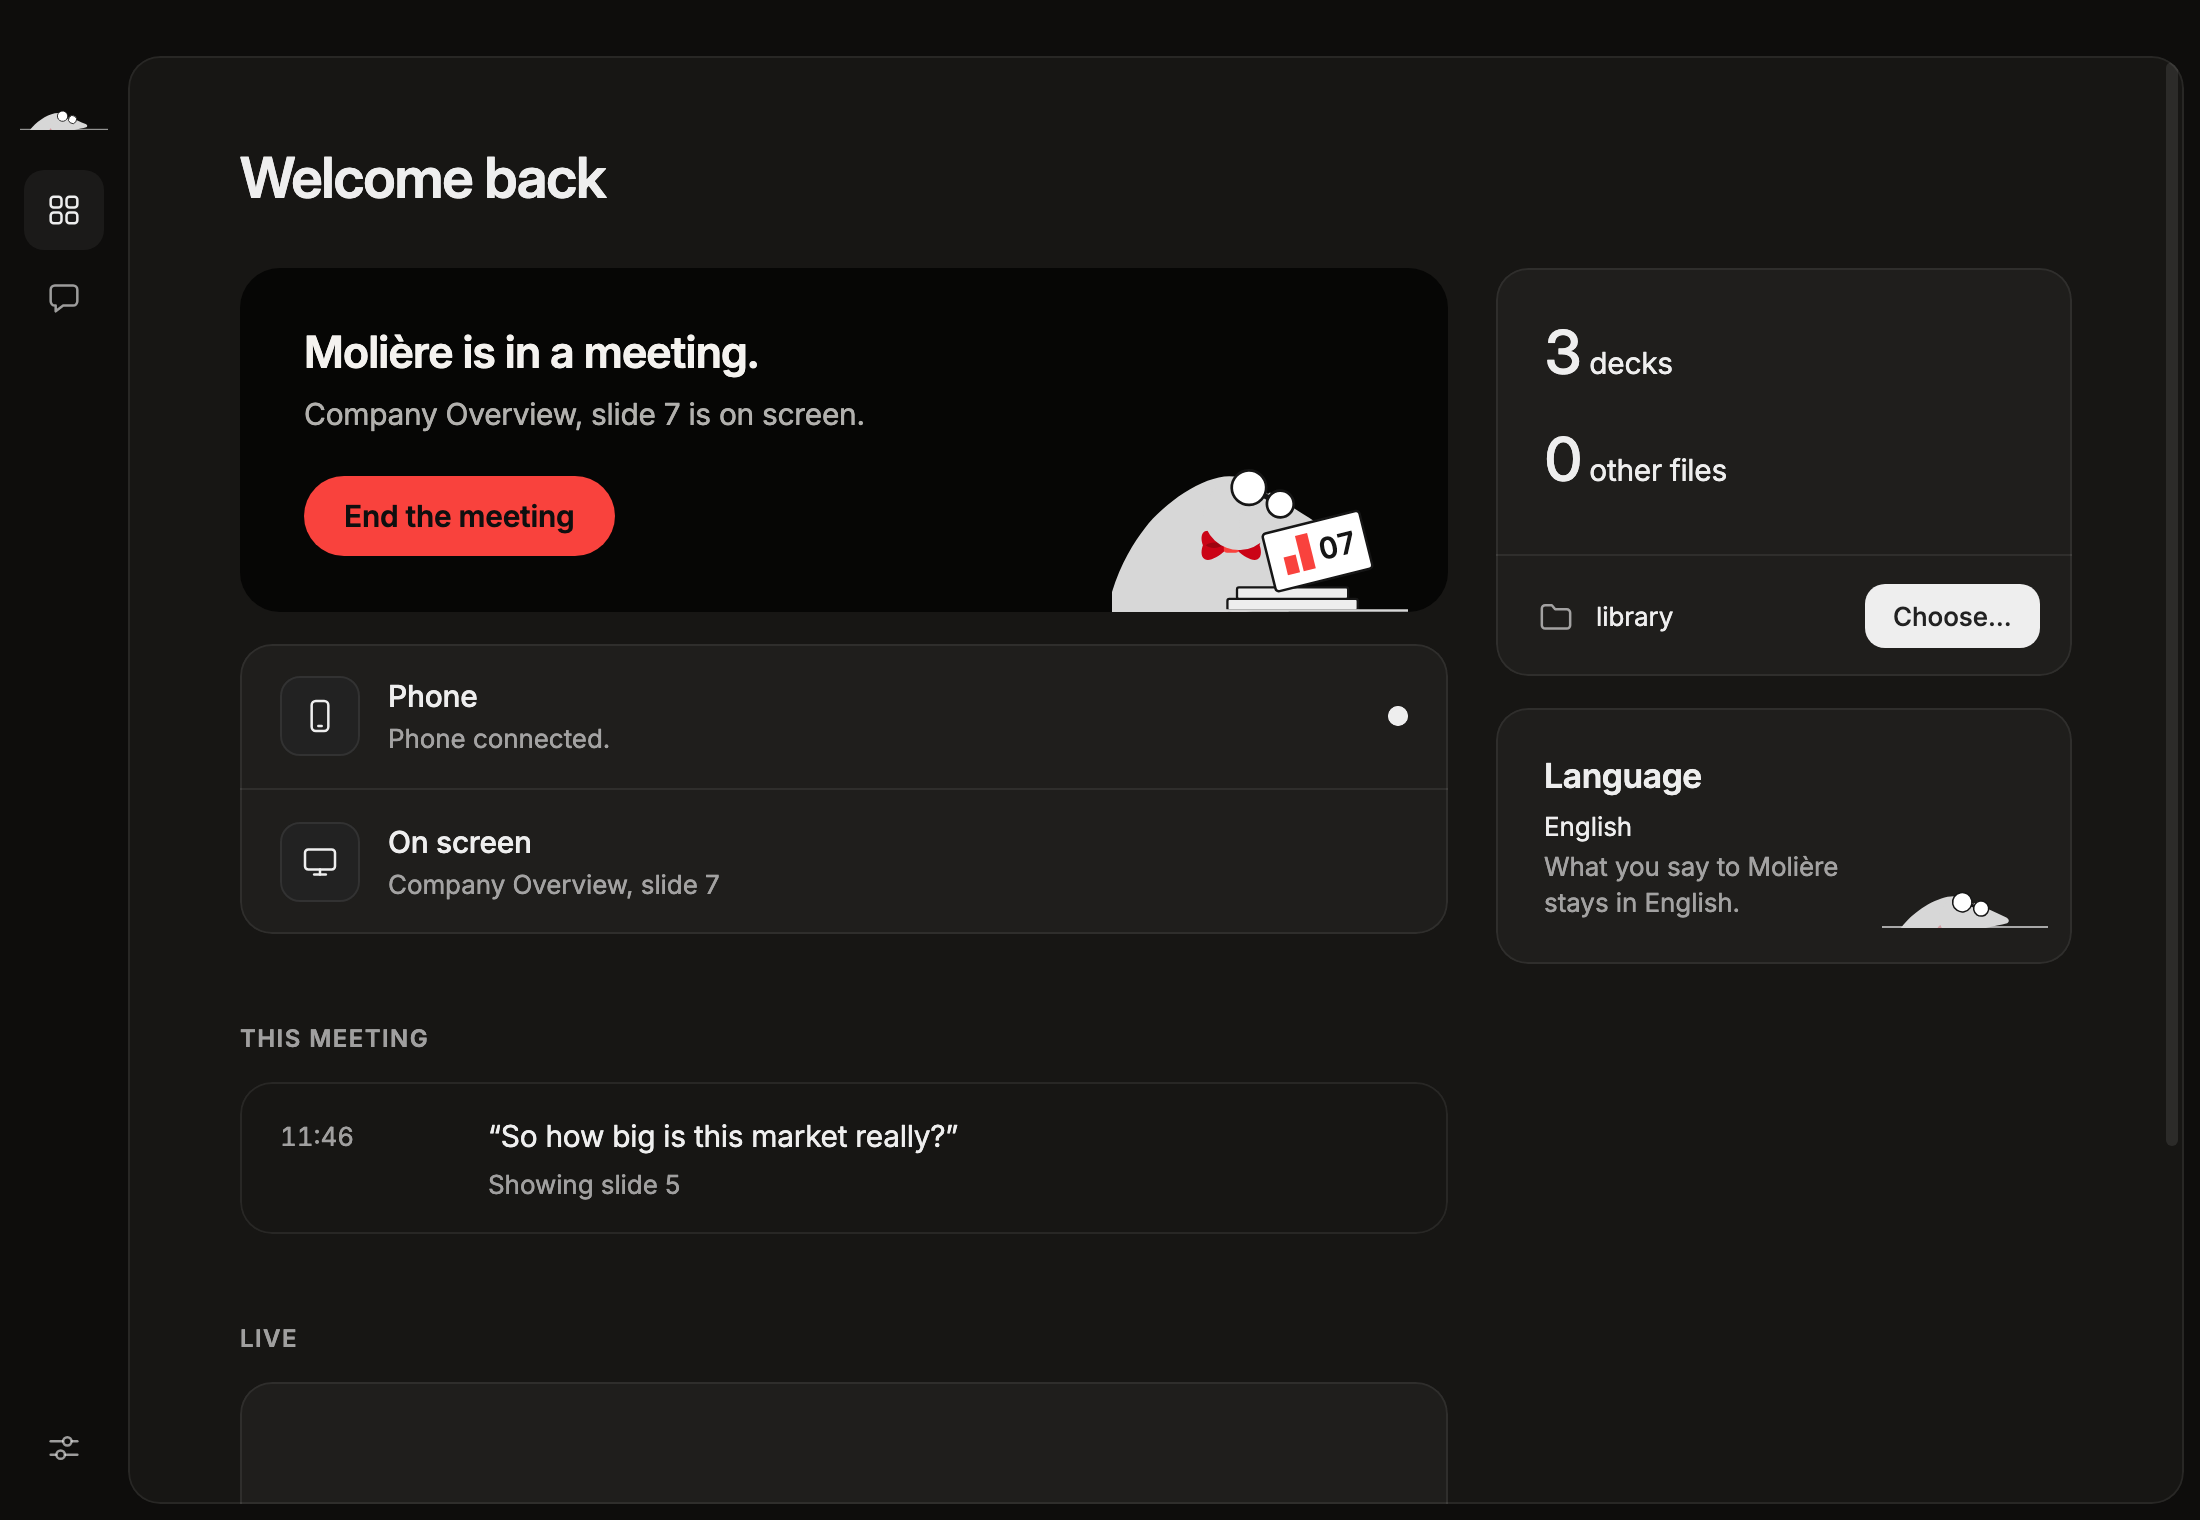 Welcome back
Molière is in a meeting.
Company Overview, slide 7 is on screen.
End the meeting
07
3 decks
0 other files
library
Choose...
Phone
Phone connected.
On screen
Company Overview, slide 7
Language
English
What you say to Molière
stays in English.
THIS MEETING
11:46
“So how big is this market really?”
Showing slide 5
LIVE